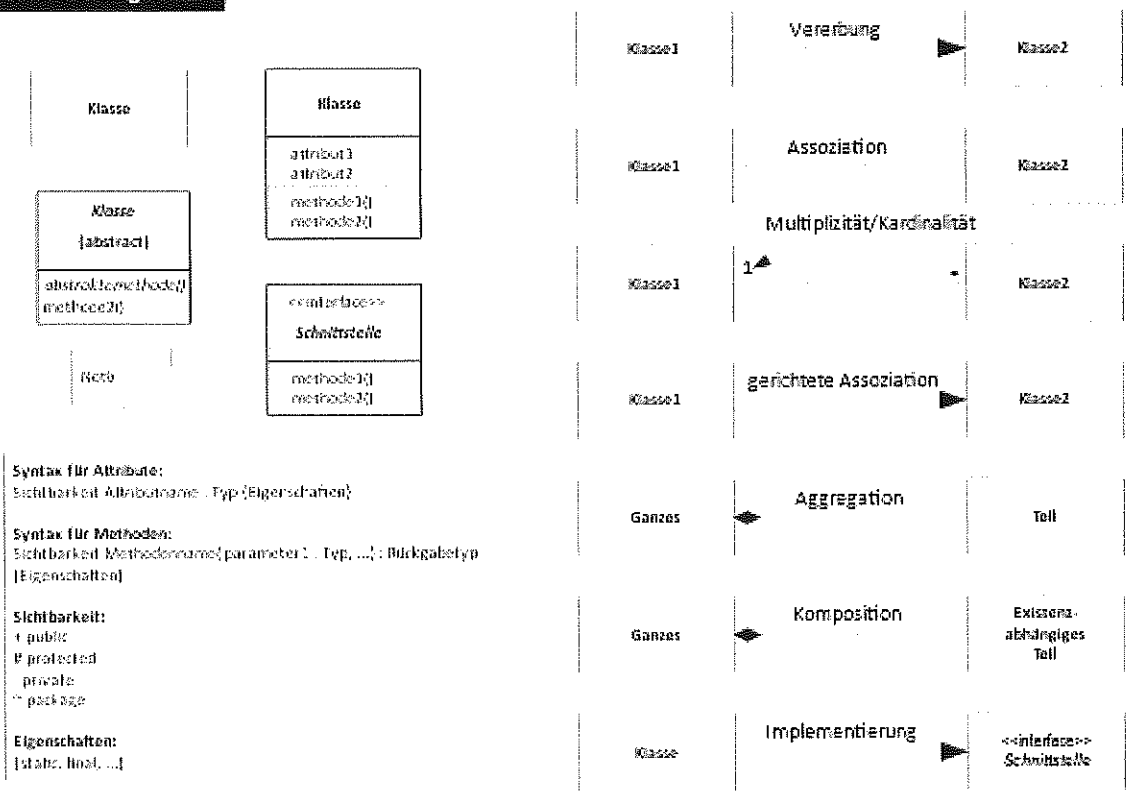 Klasse
Klasse
attribut1
attribut2
methode1()
methode2()
Klasse
{abstract}
abstraktemethode()
methode2()
<<interface>>
Schnittstelle
methode1()
methode2()
Syntax für Attribute:
Sichtbarkeit Attributname : Typ {Eigenschaften}
Syntax für Methoden:
Sichtbarkeit Methodenname(parameter1 : Typ, ...) : Rückgabetyp
{Eigenschaften}
Sichtbarkeit:
+ public
# protected
private
~ package
Eigenschaften:
{static, final, ...}
Klasse1 Vererbung Klasse2
Klasse1 Assoziation Klasse2
Multiplizität/Kardinalität
1
Klasse1 Klasse2
gerichtete Assoziation
Klasse1 Klasse2
Aggregation
Ganzes Teil
Komposition
Ganzes Existenz-
abhängiges
Teil
Implementierung
Klasse <<interface>>
Schnittstelle